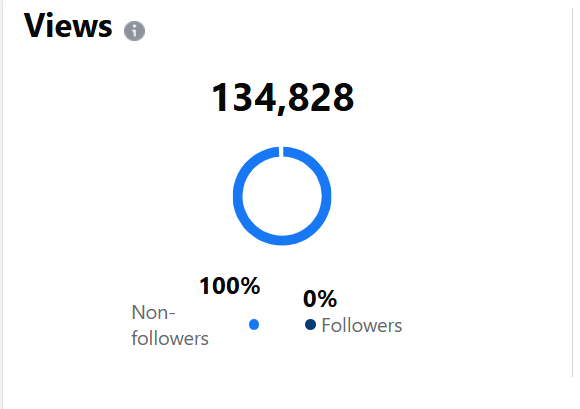 Views
134,828
100%
Non-
followers
0%
Followers